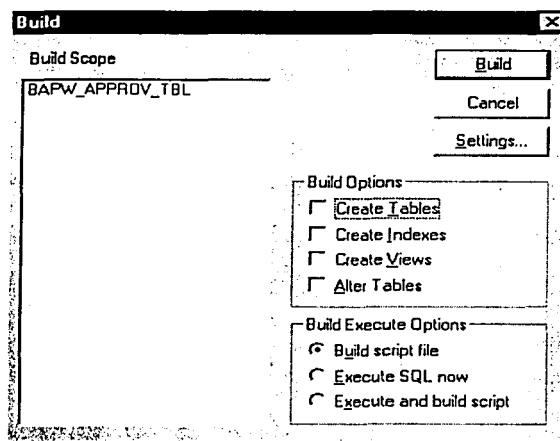 Build
Build Scope
BAPW_APPROV_TBL
Build
Cancel
Settings...
Build Options
Create Tables
Create Indexes
Create Views
Alter Tables
Build Execute Options
Build script file
Execute SQL now
Execute and build script